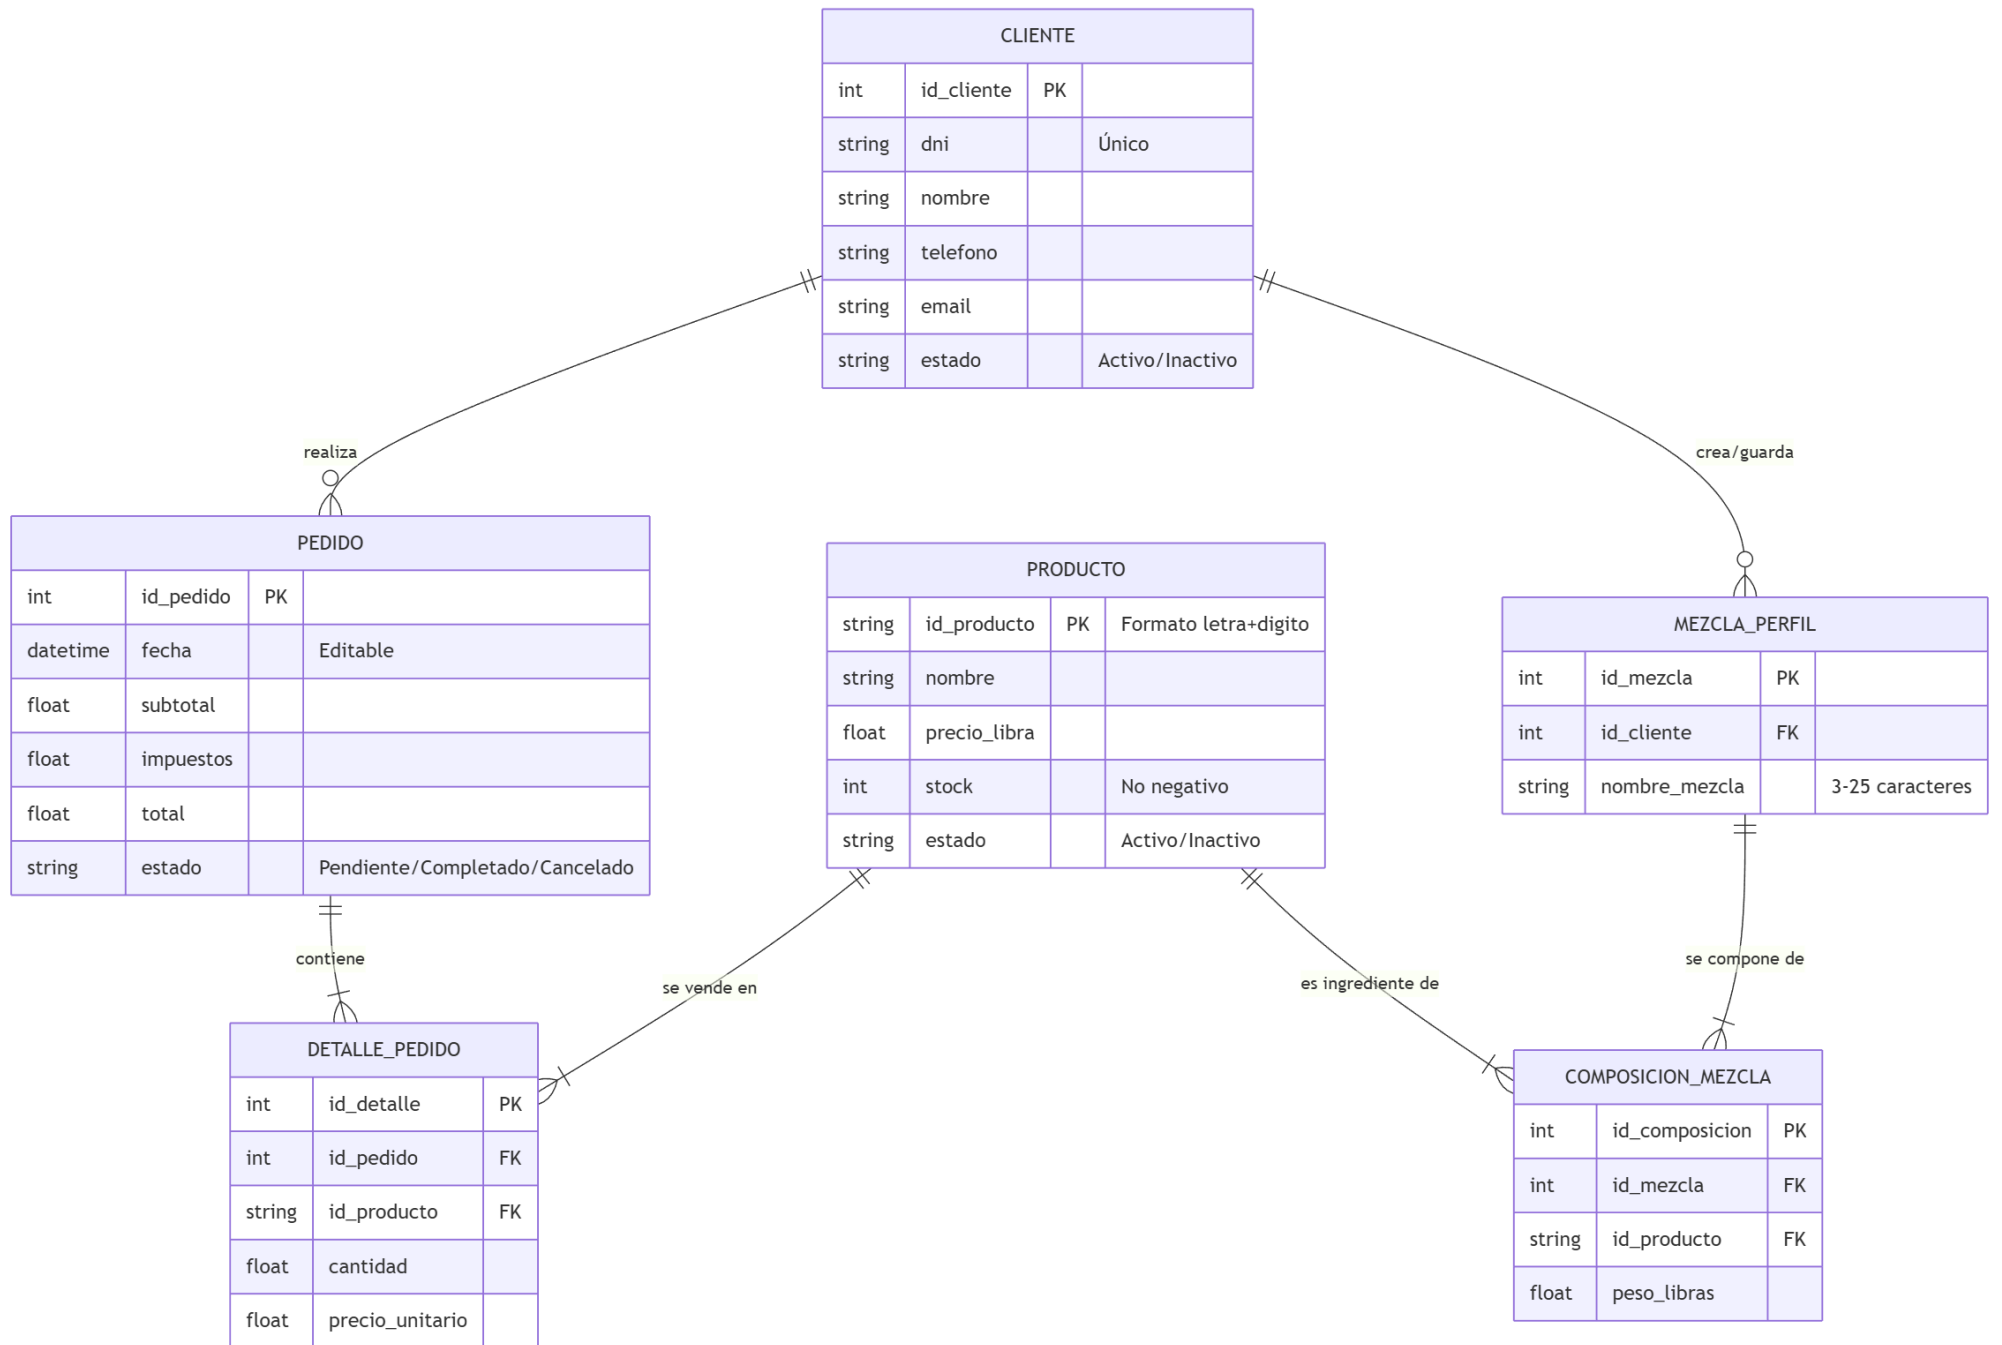 CLIENTE
int id_cliente PK
string dni Único
string nombre
string telefono
string email
string estado Activo/Inactivo
realiza
crea/guarda
PEDIDO
int id_pedido PK
datetime fecha Editable
float subtotal
float impuestos
float total
string estado Pendiente/Completado/Cancelado
PRODUCTO
string id_producto PK Formato letra+digito
string nombre
float precio_libra
int stock No negativo
string estado Activo/Inactivo
MEZCLA_PERFIL
int id_mezcla PK
int id_cliente FK
string nombre_mezcla 3-25 caracteres
contiene
se vende en
es ingrediente de
se compone de
DETALLE_PEDIDO
int id_detalle PK
int id_pedido FK
string id_producto FK
float cantidad
float precio_unitario
COMPOSICION_MEZCLA
int id_composicion PK
int id_mezcla FK
string id_producto FK
float peso_libras